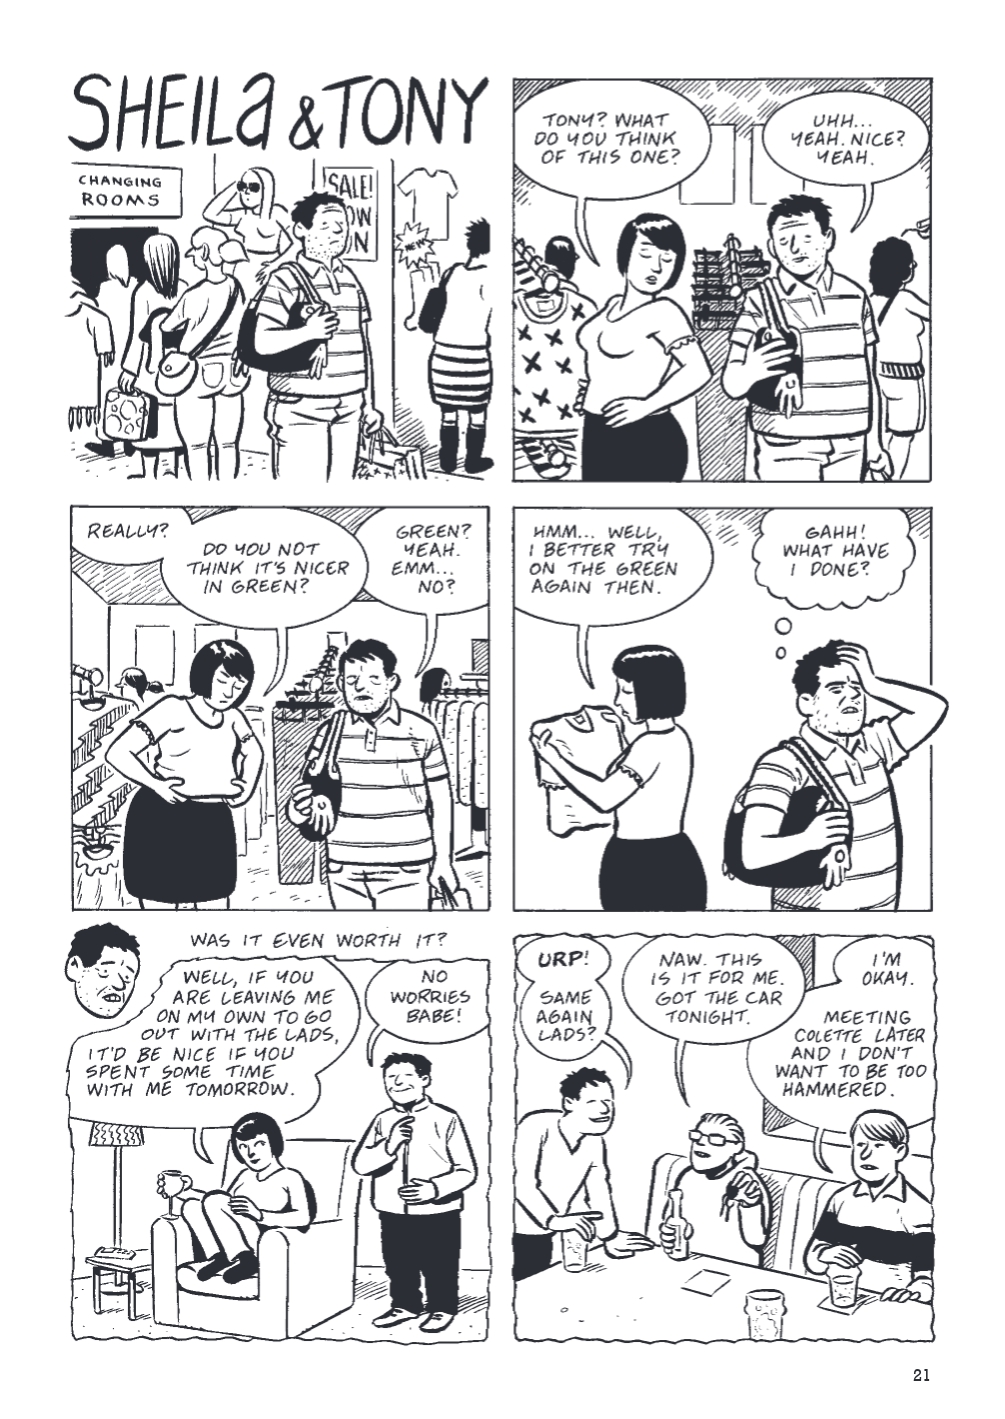 SHEILA & TONY
CHANGING
ROOMS
SALE!
NOW
ON
NEW
TONY? WHAT
DO YOU THINK
OF THIS ONE?
UHH...
YEAH. NICE?
YEAH.
REALLY?
DO YOU NOT
THINK IT'S NICER
IN GREEN?
GREEN?
YEAH.
EMM...
NO?
HMM... WELL,
I BETTER TRY
ON THE GREEN
AGAIN THEN.
GAHH!
WHAT HAVE
I DONE?
WAS IT EVEN WORTH IT?
WELL, IF YOU
ARE LEAVING ME
ON MY OWN TO GO
OUT WITH THE LADS,
IT'D BE NICE IF YOU
SPENT SOME TIME
WITH ME TOMORROW.
NO
WORRIES
BABE!
URP!
SAME
AGAIN
LADS?
NAW. THIS
IS IT FOR ME.
GOT THE CAR
TONIGHT.
I'M
OKAY.
MEETING
COLETTE LATER
AND I DON'T
WANT TO BE TOO
HAMMERED.
21